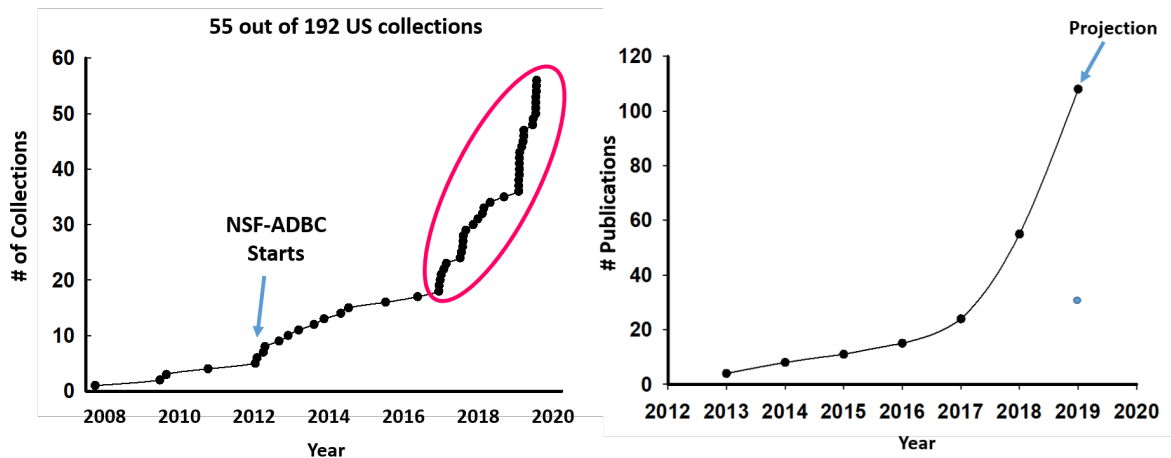 55 out of 192 US collections
60
50
40
30
20
10
0
# of Collections
NSF-ADBC
Starts
2008 2010 2012 2014 2016 2018 2020
Year
Projection
120
100
80
60
40
20
0
# Publications
2012 2013 2014 2015 2016 2017 2018 2019 2020
Year